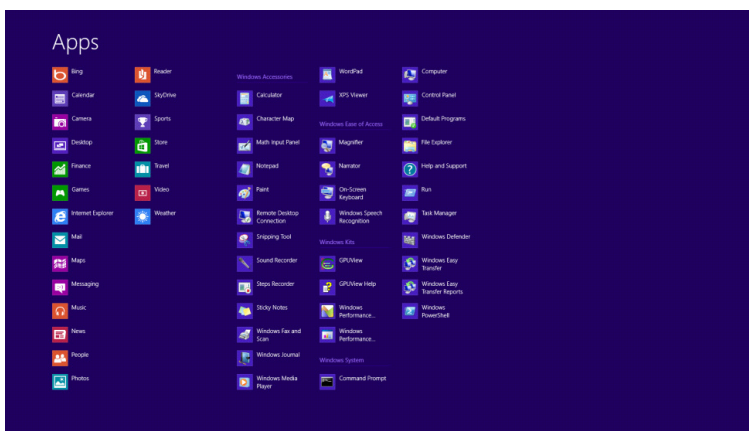 Apps
Bing
Calendar
Camera
Desktop
Finance
Games
Internet Explorer
Mail
Maps
Messaging
Music
News
People
Photos
Reader
SkyDrive
Sports
Store
Travel
Video
Weather
Windows Accessories
Calculator
Character Map
Math Input Panel
Notepad
Paint
Remote Desktop
Connection
Snipping Tool
Sound Recorder
Steps Recorder
Sticky Notes
Windows Fax and
Scan
Windows Journal
Windows Media
Player
WordPad
XPS Viewer
Windows Ease of Access
Magnifier
Narrator
On-Screen
Keyboard
Windows Speech
Recognition
Windows Kits
GPUView
GPUView Help
Windows
Performance...
Windows
Performance...
Windows System
Command Prompt
Computer
Control Panel
Default Programs
File Explorer
Help and Support
Run
Task Manager
Windows Defender
Windows Easy
Transfer
Windows Easy
Transfer Reports
Windows
PowerShell